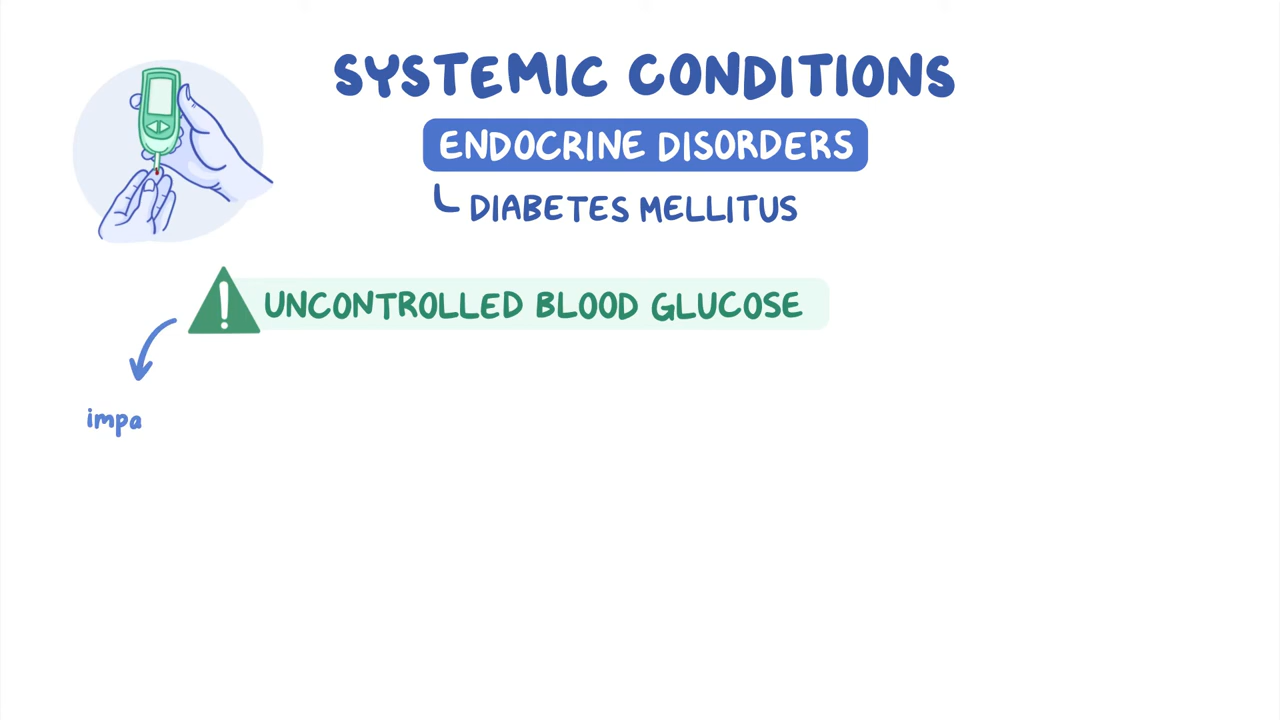 SYSTEMIC CONDITIONS
ENDOCRINE DISORDERS
DIABETES MELLITUS
! UNCONTROLLED BLOOD GLUCOSE
impa